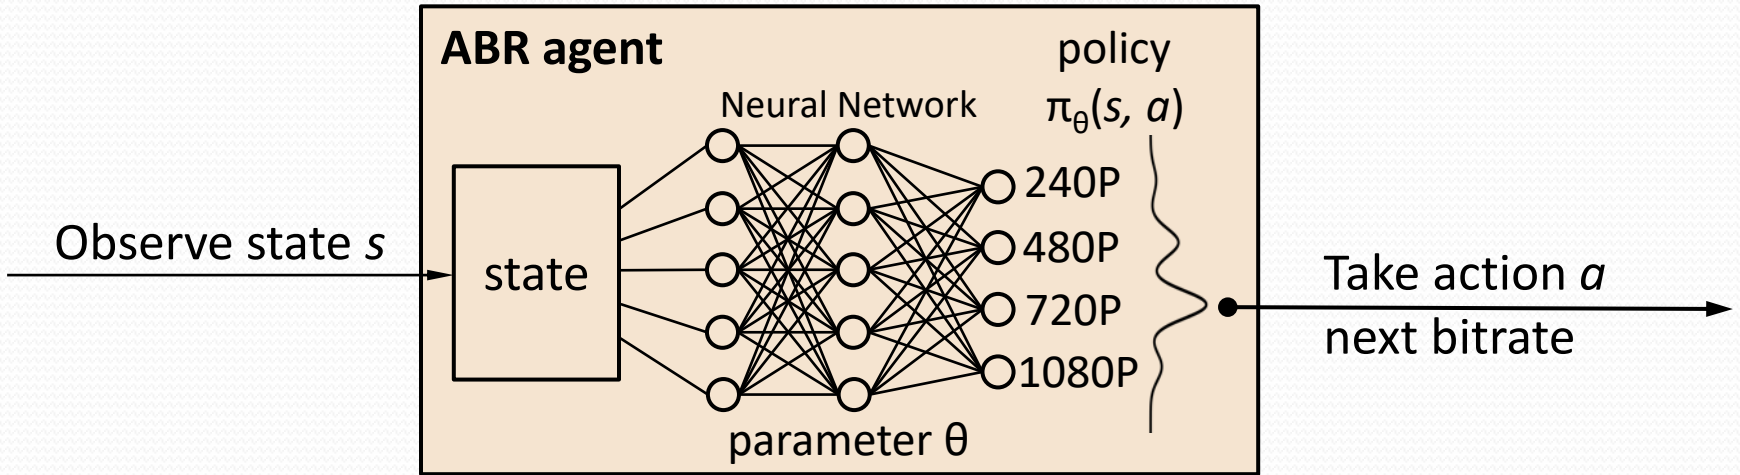 ABR agent
policy
Neural Network
πθ(s, a)
240P
Observe state s
480P
state
Take action a
720P
next bitrate
1080P
parameter θ